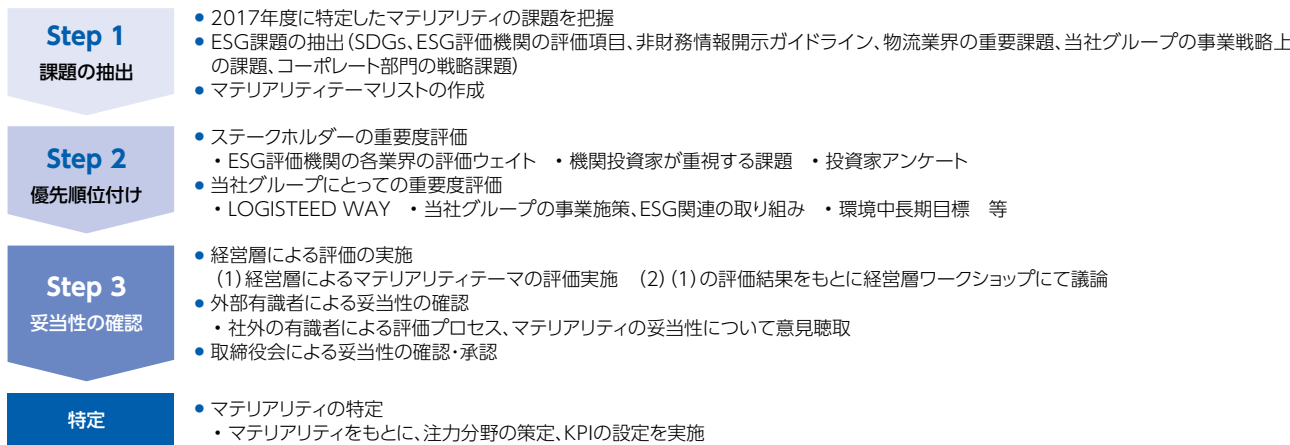 Step 1
課題の抽出
● 2017年度に特定したマテリアリティの課題を把握
● ESG課題の抽出（SDGs、ESG評価機関の評価項目、非財務情報開示ガイドライン、物流業界の重要課題、当社グループの事業戦略上
の課題、コーポレート部門の戦略課題）
● マテリアリティテーマリストの作成
Step 2
優先順位付け
● ステークホルダーの重要度評価
・ESG評価機関の各業界の評価ウェイト ・機関投資家が重視する課題 ・投資家アンケート
● 当社グループにとっての重要度評価
・LOGISTEED WAY ・当社グループの事業施策、ESG関連の取り組み ・環境中長期目標 等
Step 3
妥当性の確認
● 経営層による評価の実施
（1）経営層によるマテリアリティテーマの評価実施 （2）（1）の評価結果をもとに経営層ワークショップにて議論
● 外部有識者による妥当性の確認
・社外の有識者による評価プロセス、マテリアリティの妥当性について意見聴取
● 取締役会による妥当性の確認・承認
特定
● マテリアリティの特定
・マテリアリティをもとに、注力分野の策定、KPIの設定を実施